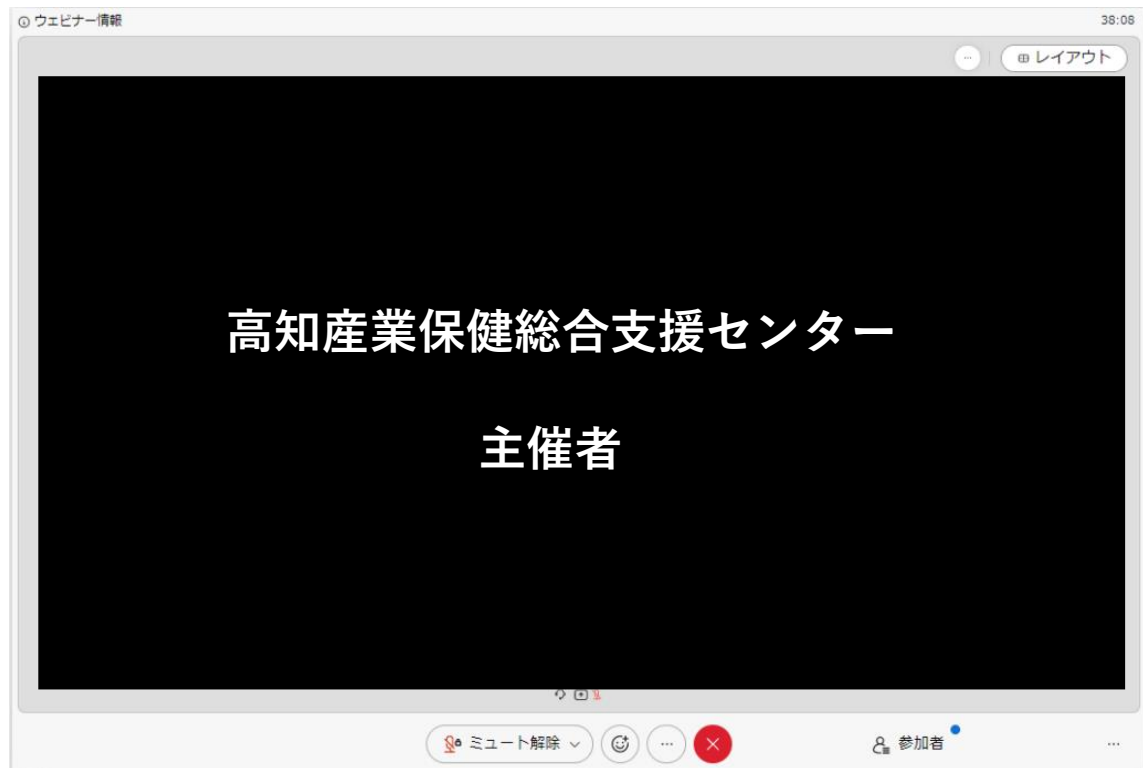 ウェビナー情報
38:08
レイアウト
高知産業保健総合支援センター
主催者
ミュート解除
参加者